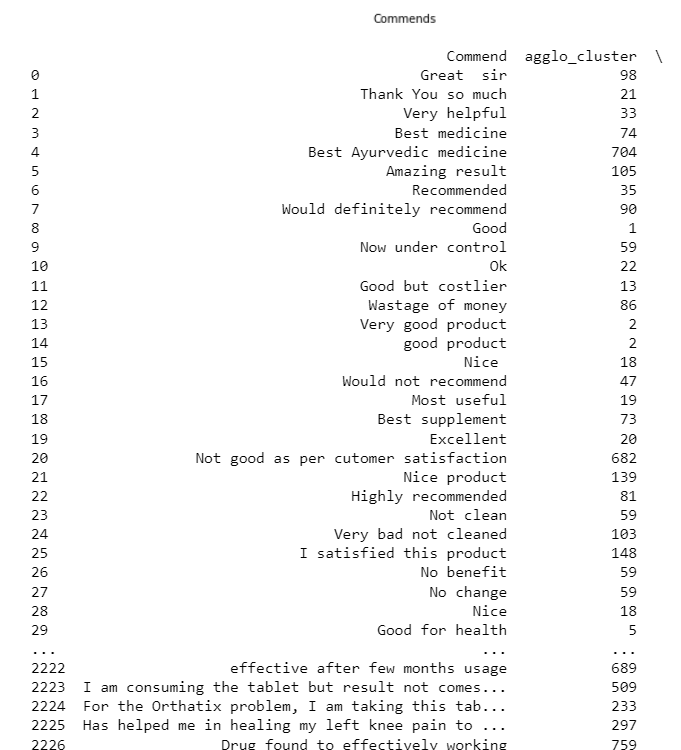 Commends
Commend agglo_cluster \
0 Great sir 98
1 Thank You so much 21
2 Very helpful 33
3 Best medicine 74
4 Best Ayurvedic medicine 704
5 Amazing result 105
6 Recommended 35
7 Would definitely recommend 90
8 Good 1
9 Now under control 59
10 Ok 22
11 Good but costlier 13
12 Wastage of money 86
13 Very good product 2
14 good product 2
15 Nice 18
16 Would not recommend 47
17 Most useful 19
18 Best supplement 73
19 Excellent 20
20 Not good as per cutomer satisfaction 682
21 Nice product 139
22 Highly recommended 81
23 Not clean 59
24 Very bad not cleaned 103
25 I satisfied this product 148
26 No benefit 59
27 No change 59
28 Nice 18
29 Good for health 5
... ... ...
2222 effective after few months usage 689
2223 I am consuming the tablet but result not comes... 509
2224 For the Orthatix problem, I am taking this tab... 233
2225 Has helped me in healing my left knee pain to ... 297
2226 Drug found to effectively working 759